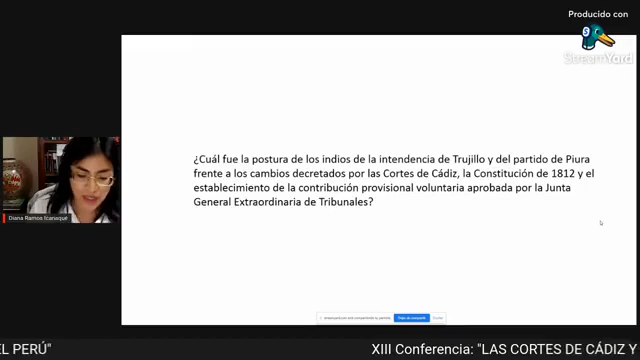 Producido con
StreamYard
¿Cuál fue la postura de los indios de la intendencia de Trujillo y del partido de Piura
frente a los cambios decretados por las Cortes de Cádiz, la Constitución de 1812 y el
establecimiento de la contribución provisional voluntaria aprobada por la Junta
General Extraordinaria de Tribunales?
Diana Ramos Icanaqué
EL PERÚ" XIII Conferencia: "LAS CORTES DE CÁDIZ Y